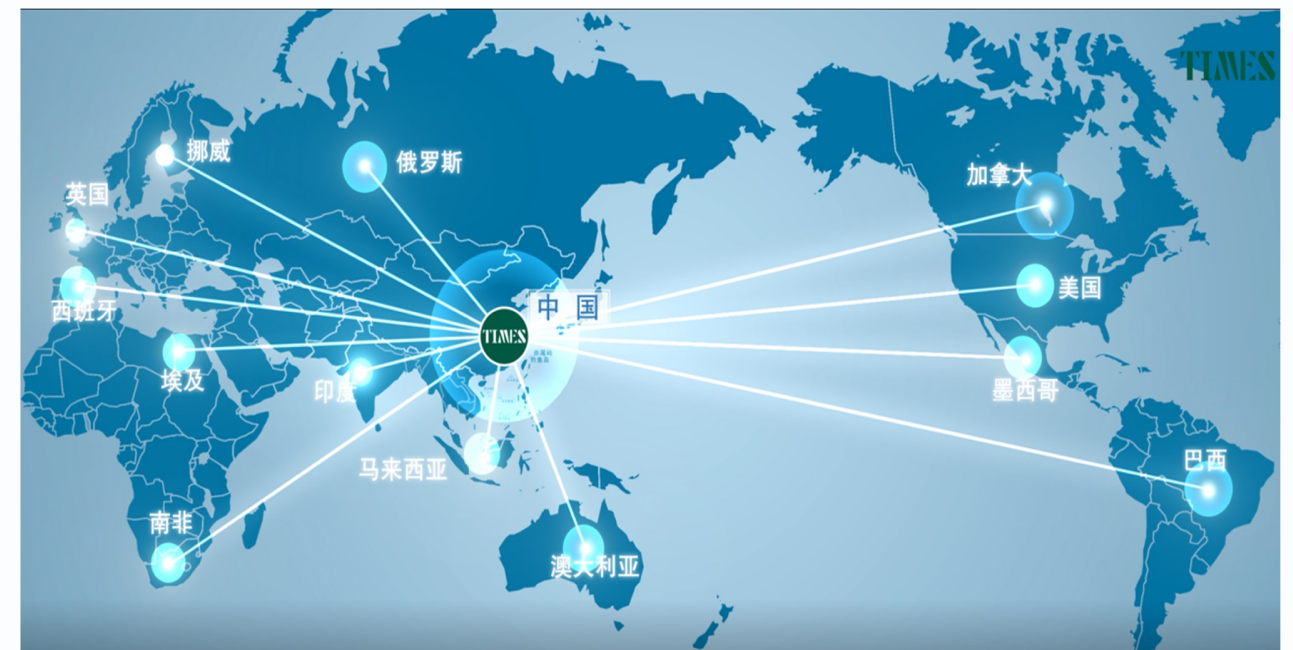 TIMES
挪威
俄罗斯
英国
加拿大
西班牙
美国
中国
TIMES
埃及
印度
墨西哥
马来西亚
巴西
南非
澳大利亚